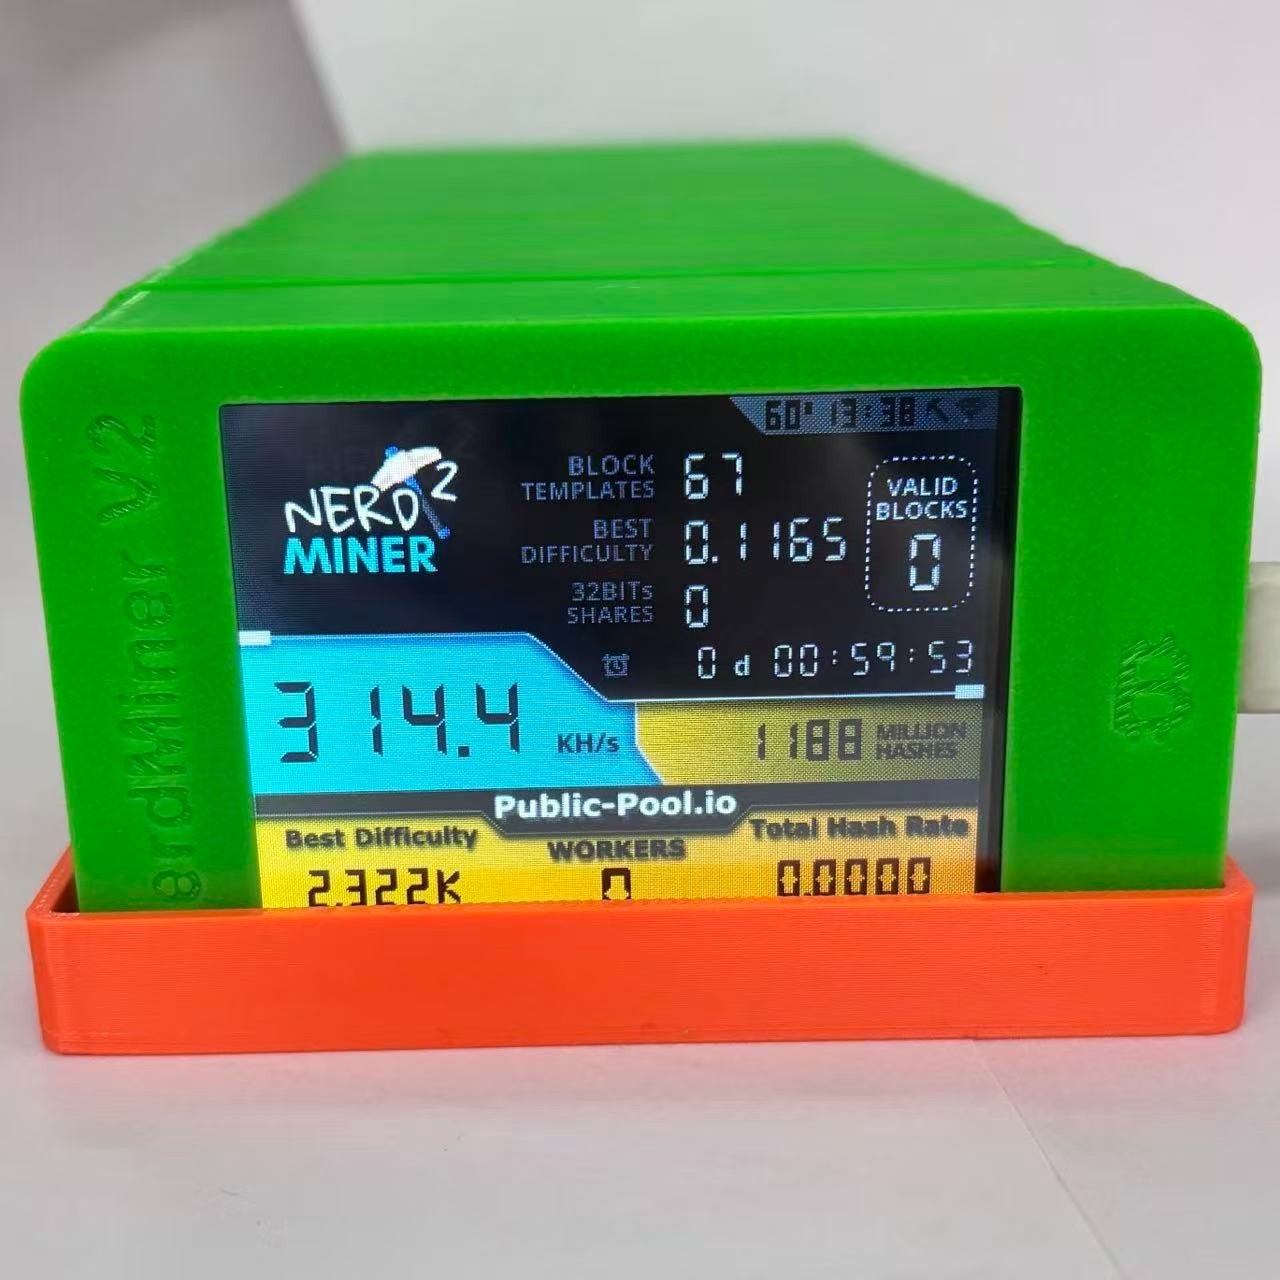 NerdMiner V2
60° 13:38
NERD 2
MINER
BLOCK
TEMPLATES
67
BEST
DIFFICULTY
0.1165
32BITs
SHARES
0
VALID
BLOCKS
0
0 d 00:59:53
314.4 KH/s
1188 MILLION
HASHES
Public-Pool.io
Best Difficulty
2.322K
WORKERS
0
Total Hash Rate
0.0000